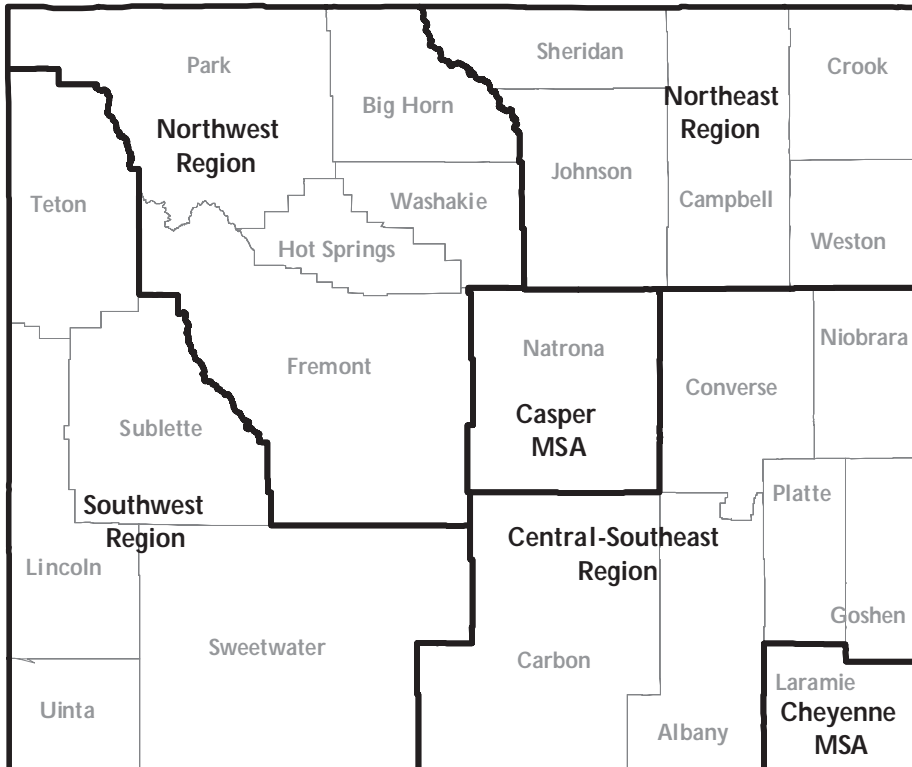 Sheridan
Park
Crook
Big Horn
Northeast
Region
Northwest
Region
Johnson
Teton
Washakie
Campbell
Weston
Hot Springs
Niobrara
Natrona
Fremont
Converse
Casper
MSA
Sublette
Platte
Southwest
Region
Central-Southeast
Region
Lincoln
Goshen
Sweetwater
Carbon
Laramie
Uinta
Cheyenne
MSA
Albany